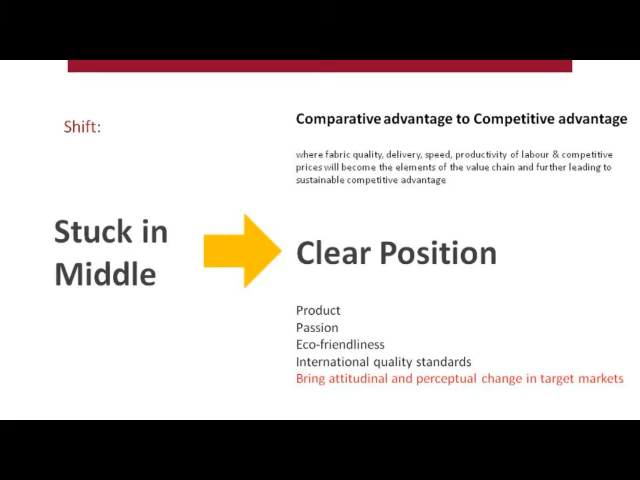 Shift:
Comparative advantage to Competitive advantage
where fabric quality, delivery, speed, productivity of labour & competitive
prices will become the elements of the value chain and further leading to
sustainable competitive advantage
Stuck in
Middle
Clear Position
Product
Passion
Eco-friendliness
International quality standards
Bring attitudinal and perceptual change in target markets